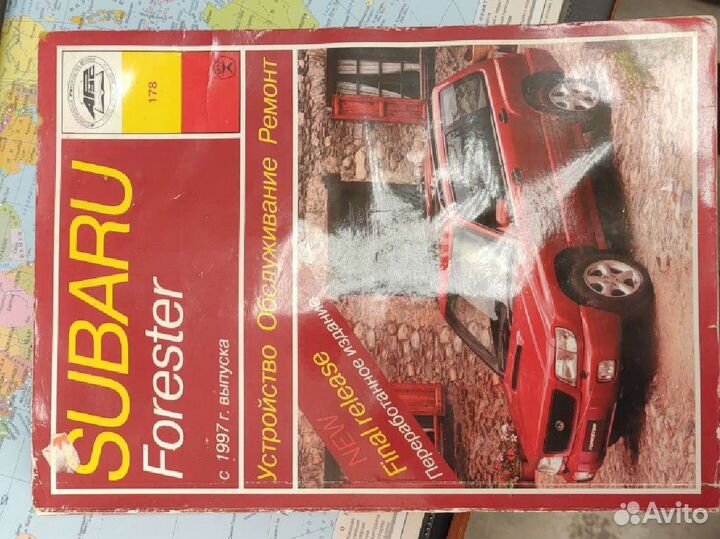 178
SUBARU
Forester
с 1997 г. выпуска
Устройство Обслуживание Ремонт
NEW
Final release
Переработанное издание
Avito